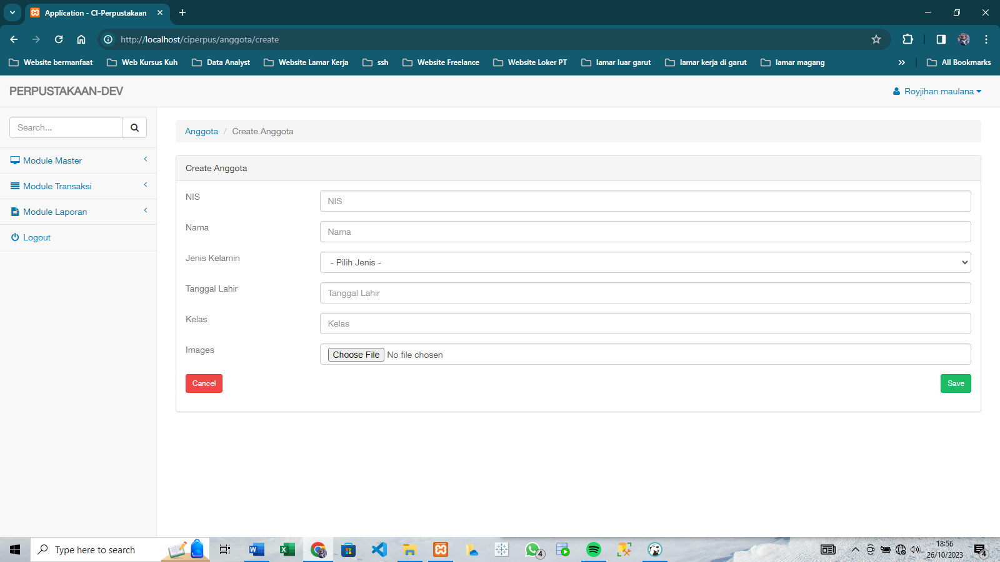 Application - CI-Perpustakaan
http://localhost/ciperpus/anggota/create
Website bermanfaat Web Kursus Kuh Data Analyst Website Lamar Kerja ssh Website Freelance Website Loker PT lamar luar garut lamar kerja di garut lamar magang All Bookmarks
PERPUSTAKAAN-DEV Royjihan maulana
Search...
Module Master
Module Transaksi
Module Laporan
Logout
Anggota / Create Anggota
Create Anggota
NIS NIS
Nama Nama
Jenis Kelamin - Pilih Jenis -
Tanggal Lahir Tanggal Lahir
Kelas Kelas
Images Choose File No file chosen
Cancel Save
Type here to search 4 18:56
26/10/2023 4